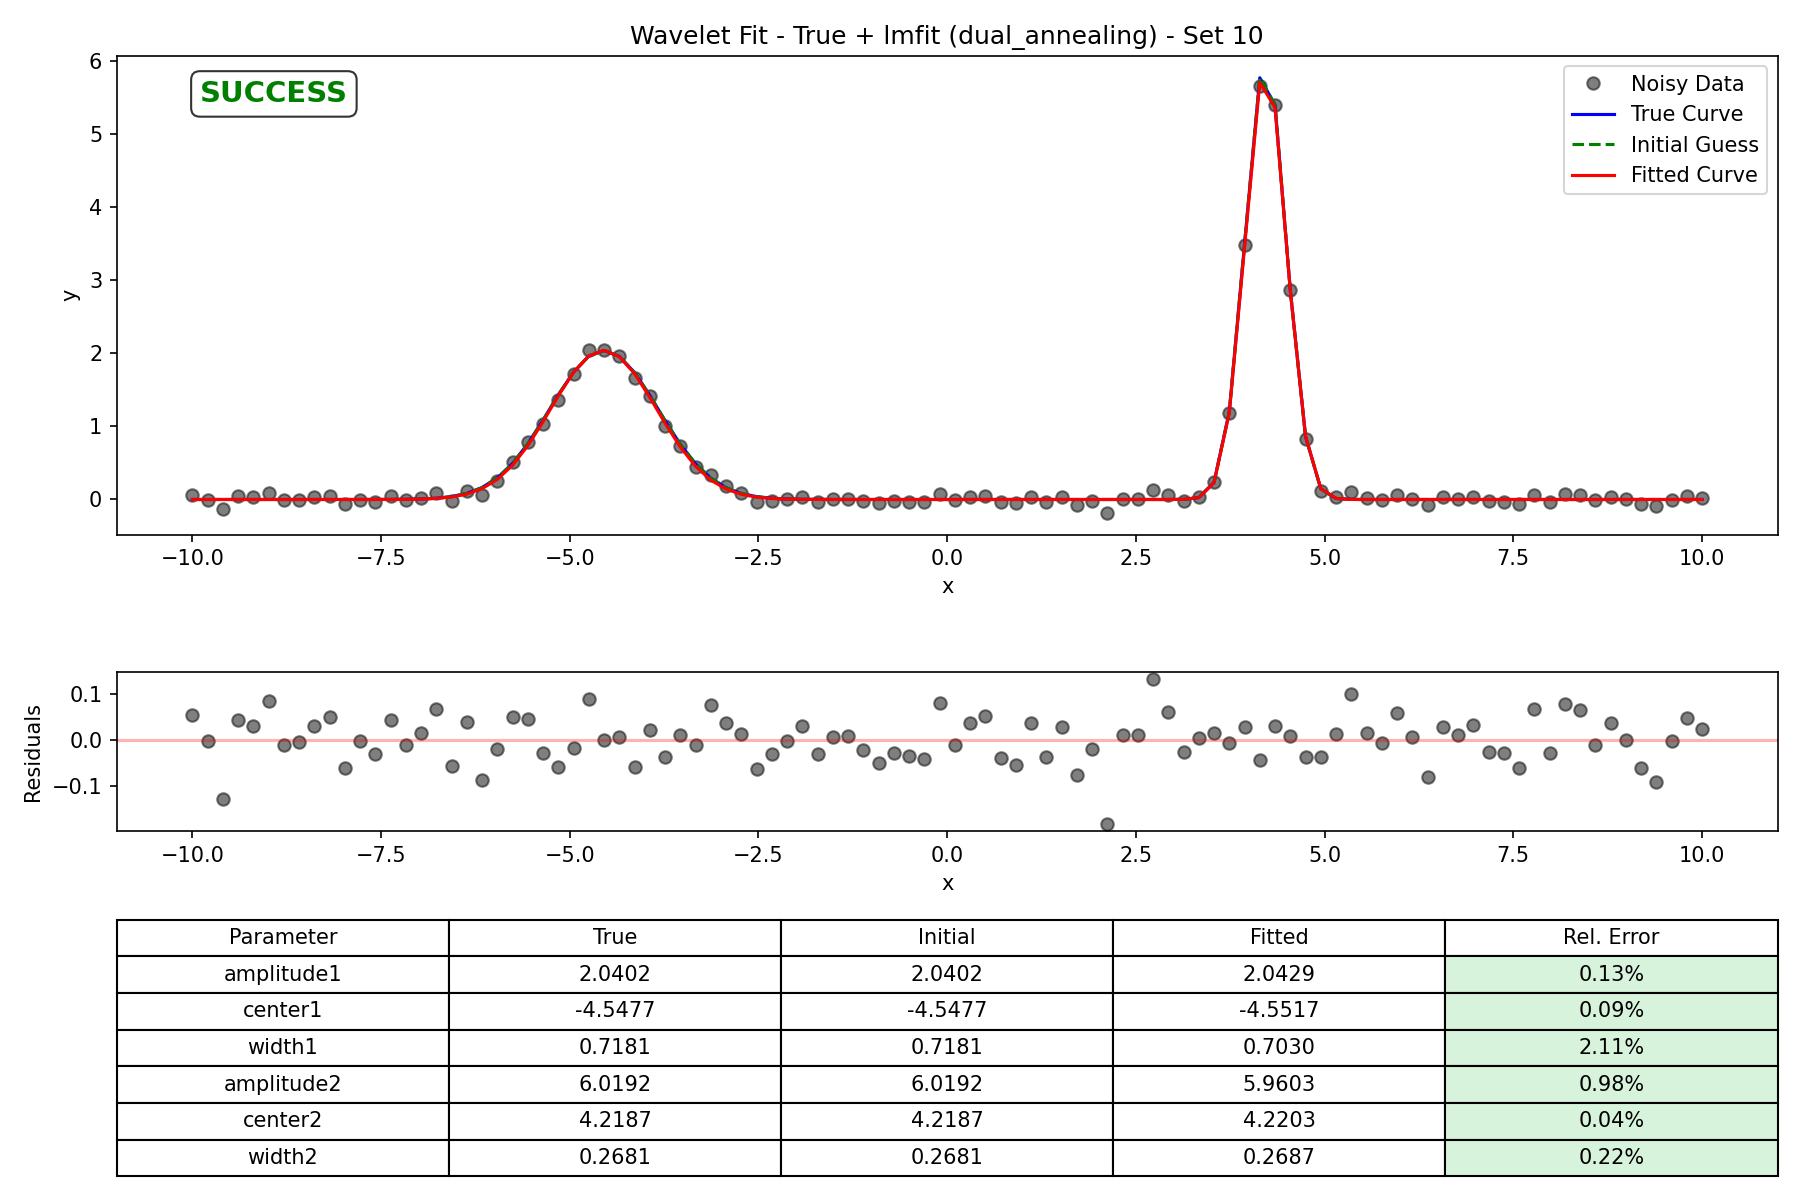 Wavelet Fit - True + lmfit (dual_annealing) - Set 10
SUCCESS
Noisy Data
True Curve
Initial Guess
Fitted Curve
6
5
4
3
2
1
0
y
−10.0 −7.5 −5.0 −2.5 0.0 2.5 5.0 7.5 10.0
x
0.1
0.0
−0.1
Residuals
−10.0 −7.5 −5.0 −2.5 0.0 2.5 5.0 7.5 10.0
x
Parameter True Initial Fitted Rel. Error
amplitude1 2.0402 2.0402 2.0429 0.13%
center1 -4.5477 -4.5477 -4.5517 0.09%
width1 0.7181 0.7181 0.7030 2.11%
amplitude2 6.0192 6.0192 5.9603 0.98%
center2 4.2187 4.2187 4.2203 0.04%
width2 0.2681 0.2681 0.2687 0.22%